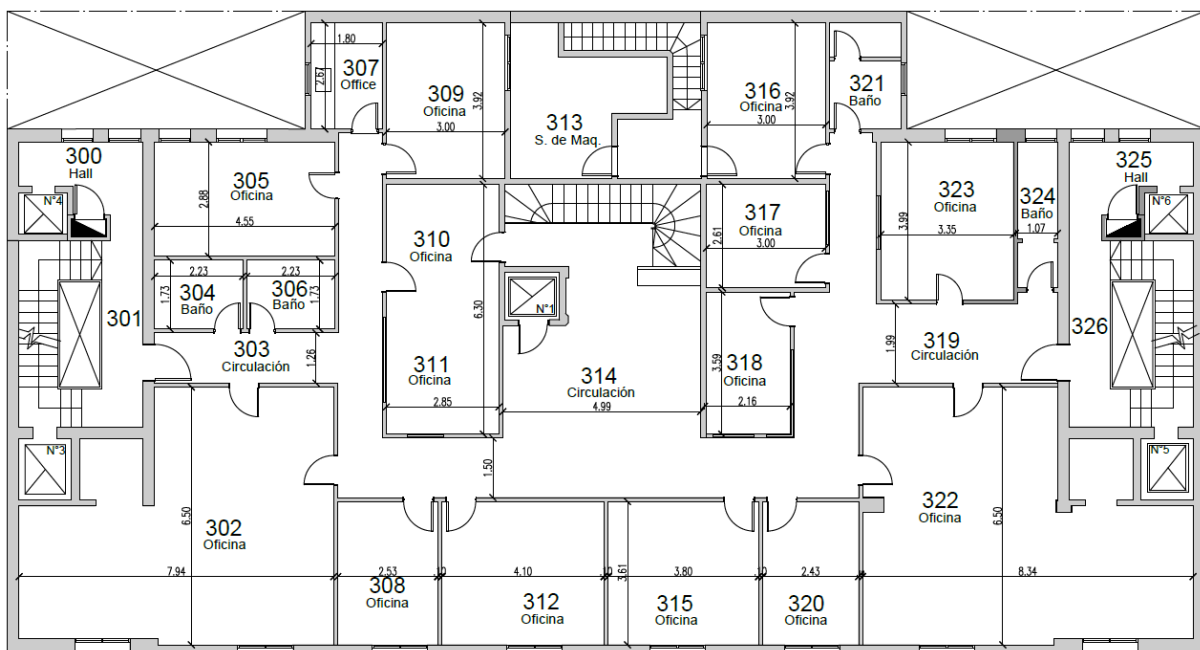 1.80
2.67
307
Office
309
Oficina
3.92
3.00
313
S. de Maq.
316
Oficina
3.92
3.00
321
Baño
300
Hall
N°4
305
Oficina
2.88
4.55
310
Oficina
317
Oficina
2.61
3.00
323
Oficina
3.99
3.35
324
Baño
1.07
325
Hall
N°6
2.23
2.23
1.73
304
Baño
306
Baño
1.73
301
303
Circulación
1.26
6.30
311
Oficina
2.85
N°1
314
Circulación
4.99
3.59
318
Oficina
2.16
1.99
319
Circulación
326
N°3
1.50
N°5
6.50
302
Oficina
7.94
2.53
308
Oficina
10
4.10
312
Oficina
10
3.61
3.80
315
Oficina
10
2.43
320
Oficina
322
Oficina
6.50
8.34